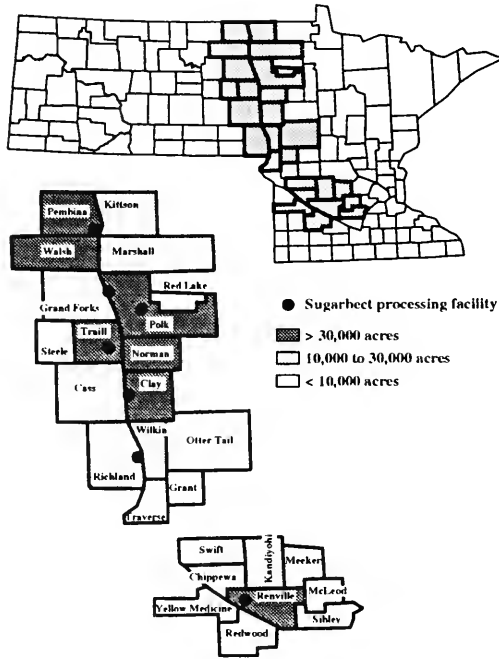 Pembina
Kittson
Walsh
Marshall
Red Lake
Grand Forks
Polk
Traill
Steele
Norman
Cass
Clay
Wilkin
Otter Tail
Richland
Grant
Traverse
Sugarbeet processing facility
> 30,000 acres
10,000 to 30,000 acres
< 10,000 acres
Swift
Kandiyohi
Meeker
Chippewa
Renville
McLeod
Yellow Medicine
Sibley
Redwood